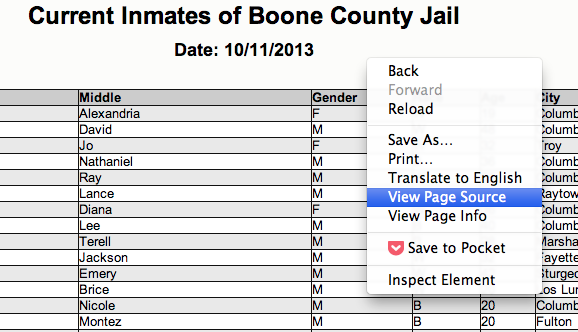 Current Inmates of Boone County Jail
Date: 10/11/2013
Middle Gender City
Alexandria F Columb
David M Columb
Jo F Troy
Nathaniel M Columb
Ray M Columb
Lance M Raytow
Diana F Columb
Lee M Columb
Terell M Marsha
Jackson M Fayette
Emery M Sturgeo
Brice M Los Lun
Nicole M B 20 Columb
Montez M B 20 Fulton
Back
Forward
Reload
Save As...
Print...
Translate to English
View Page Source
View Page Info
Save to Pocket
Inspect Element